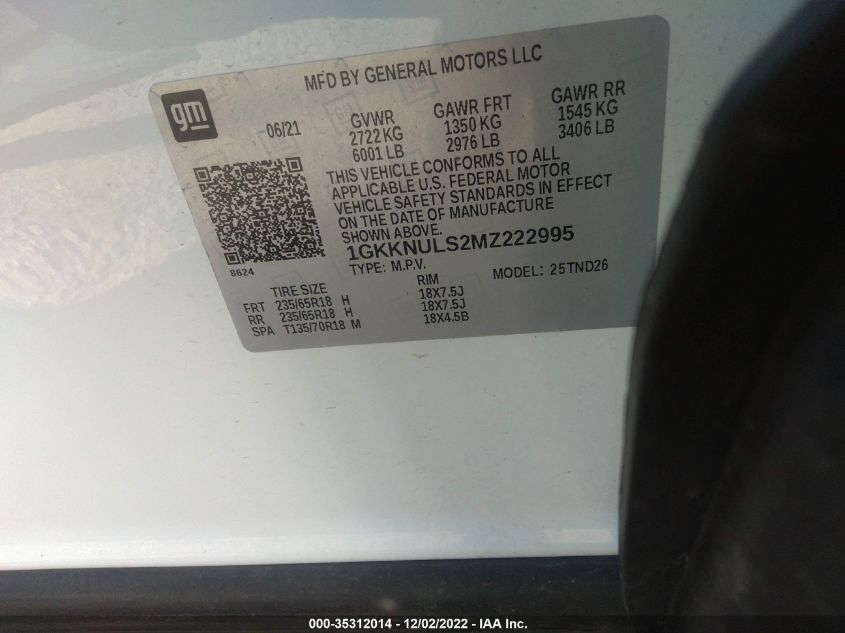 MFD BY GENERAL MOTORS LLC
gm
06/21 GVWR GAWR FRT GAWR RR
2722 KG 1350 KG 1545 KG
6001 LB 2976 LB 3406 LB
THIS VEHICLE CONFORMS TO ALL
APPLICABLE U.S. FEDERAL MOTOR
VEHICLE SAFETY STANDARDS IN EFFECT
ON THE DATE OF MANUFACTURE
SHOWN ABOVE.
1GKKNULS2MZ222995
8624
TYPE: M.P.V. MODEL: 25TND26
TIRE SIZE RIM
FRT 235/65R18 H 18X7.5J
RR 235/65R18 H 18X7.5J
SPA T135/70R18 M 18X4.5B
000-35312014 - 12/02/2022 - IAA Inc.